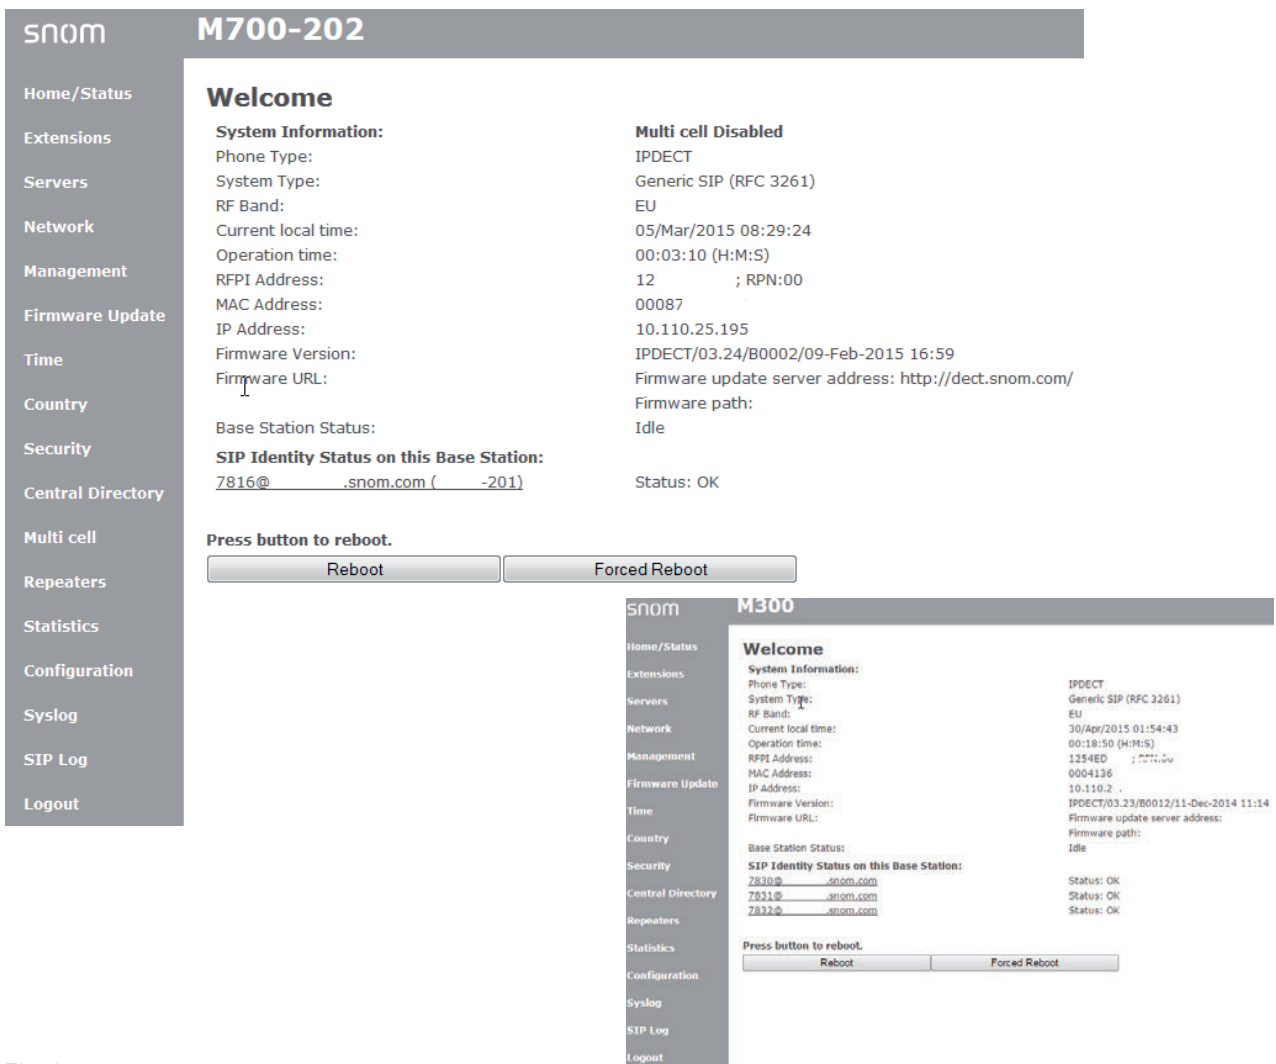 snom
M700-202
Home/Status
Extensions
Servers
Network
Management
Firmware Update
Time
Country
Security
Central Directory
Multi cell
Repeaters
Statistics
Configuration
Syslog
SIP Log
Logout
Welcome
System Information: Multi cell Disabled
Phone Type: IPDECT
System Type: Generic SIP (RFC 3261)
RF Band: EU
Current local time: 05/Mar/2015 08:29:24
Operation time: 00:03:10 (H:M:S)
RFPI Address: 12 ; RPN:00
MAC Address: 00087
IP Address: 10.110.25.195
Firmware Version: IPDECT/03.24/B0002/09-Feb-2015 16:59
Firmware URL: Firmware update server address: http://dect.snom.com/
Firmware path:
Base Station Status: Idle
SIP Identity Status on this Base Station:
7816@ .snom.com ( -201) Status: OK
Press button to reboot.
Reboot Forced Reboot
snom
M300
Home/Status
Extensions
Servers
Network
Management
Firmware Update
Time
Country
Security
Central Directory
Repeaters
Statistics
Configuration
Syslog
SIP Log
Logout
Welcome
System Information:
Phone Type: IPDECT
System Type: Generic SIP (RFC 3261)
RF Band: EU
Current local time: 30/Apr/2015 01:54:43
Operation time: 00:18:50 (H:M:S)
RFPI Address: 1254ED ;
MAC Address: 0004136
IP Address: 10.110.2 .
Firmware Version: IPDECT/03.23/B0012/11-Dec-2014 11:14
Firmware URL: Firmware update server address:
Firmware path:
Base Station Status: Idle
SIP Identity Status on this Base Station:
7830@ .snom.com Status: OK
7831@ .snom.com Status: OK
7832@ .snom.com Status: OK
Press button to reboot.
Reboot Forced Reboot